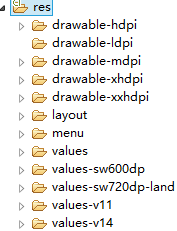 res
drawable-hdpi
drawable-ldpi
drawable-mdpi
drawable-xhdpi
drawable-xxhdpi
layout
menu
values
values-sw600dp
values-sw720dp-land
values-v11
values-v14